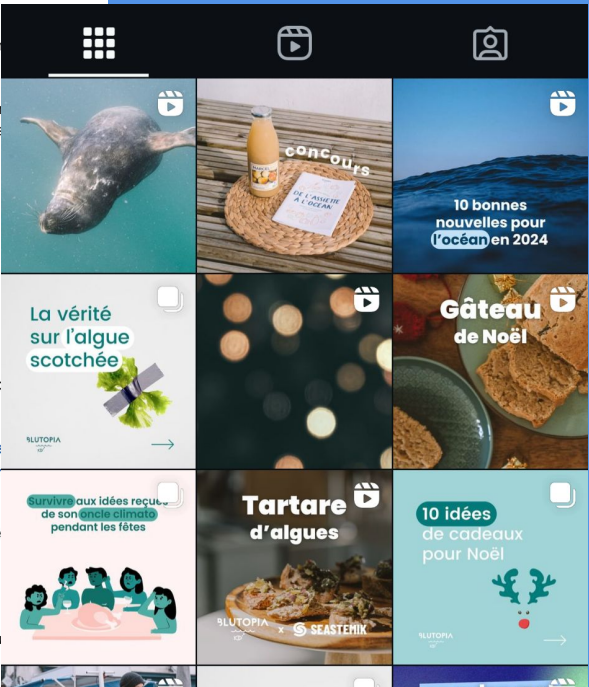 concours
DE L'ASSIETTE
À L'OCÉAN
10 bonnes
nouvelles pour
l'océan en 2024
La vérité
sur l'algue
scotchée
BLUTOPIA
Gâteau
de Noël
Survivre aux idées reçues
de son oncle climato
pendant les fêtes
Tartare
d'algues
BLUTOPIA x SEASTEMIK
10 idées
de cadeaux
pour Noël
BLUTOPIA